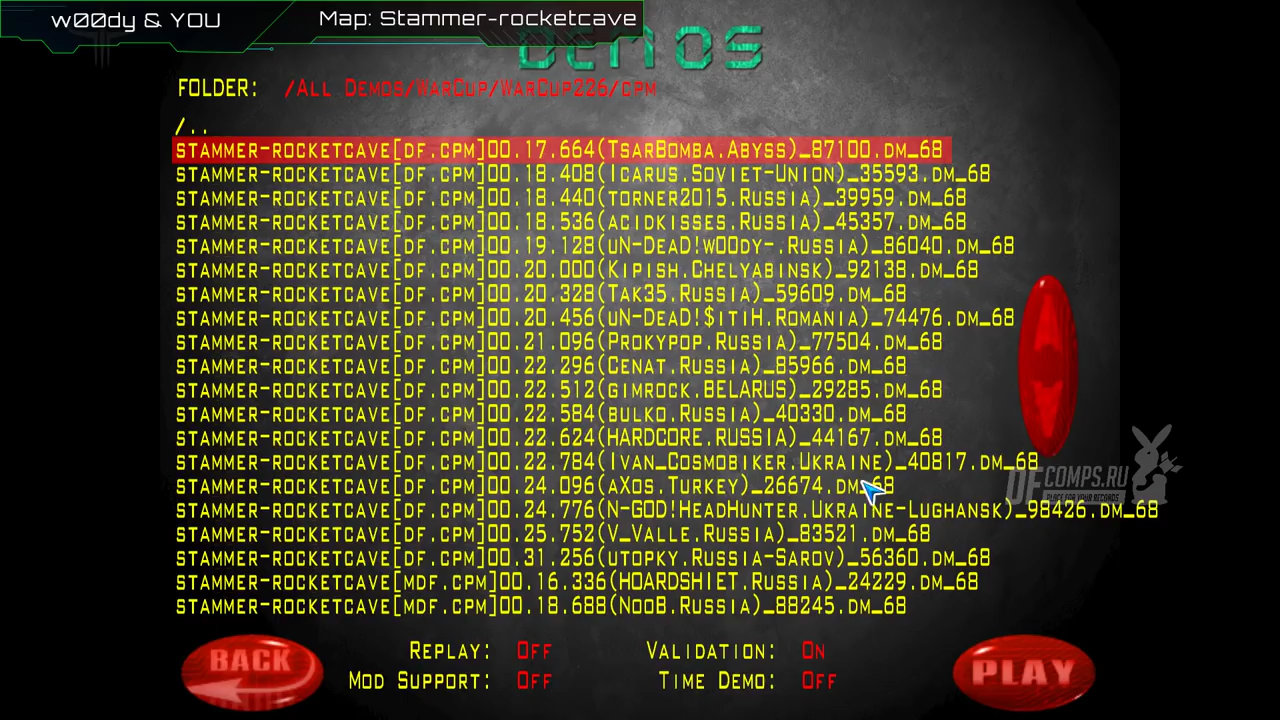 w00dy & YOU
Map: Stammer-rocketcave
DEMOS
FOLDER: /ALL DEMOS/WARCUP/WARCUP226/CPM
/..
STAMMER-ROCKETCAVE[DF.CPM]00.17.664(TSARBOMBA.ABYSS)_87100.DM_68
STAMMER-ROCKETCAVE[DF.CPM]00.18.408(ICARUS.SOVIET-UNION)_35593.DM_68
STAMMER-ROCKETCAVE[DF.CPM]00.18.440(TORNER2015.RUSSIA)_39959.DM_68
STAMMER-ROCKETCAVE[DF.CPM]00.18.536(ACIDKISSES.RUSSIA)_45357.DM_68
STAMMER-ROCKETCAVE[DF.CPM]00.19.128(UN-DEAD!W00DY-.RUSSIA)_86040.DM_68
STAMMER-ROCKETCAVE[DF.CPM]00.20.000(KIPISH.CHELYABINSK)_92138.DM_68
STAMMER-ROCKETCAVE[DF.CPM]00.20.328(TAK35.RUSSIA)_59609.DM_68
STAMMER-ROCKETCAVE[DF.CPM]00.20.456(UN-DEAD!$ITIH.ROMANIA)_74476.DM_68
STAMMER-ROCKETCAVE[DF.CPM]00.21.096(PROKYPOP.RUSSIA)_77504.DM_68
STAMMER-ROCKETCAVE[DF.CPM]00.22.296(CENAT.RUSSIA)_85966.DM_68
STAMMER-ROCKETCAVE[DF.CPM]00.22.512(GIMROCK.BELARUS)_29285.DM_68
STAMMER-ROCKETCAVE[DF.CPM]00.22.584(BULKO.RUSSIA)_40330.DM_68
STAMMER-ROCKETCAVE[DF.CPM]00.22.624(HARDCORE.RUSSIA)_44167.DM_68
STAMMER-ROCKETCAVE[DF.CPM]00.22.784(IVAN_COSMOBIKER.UKRAINE)_40817.DM_68
STAMMER-ROCKETCAVE[DF.CPM]00.24.096(AXOS.TURKEY)_26674.DM_68
STAMMER-ROCKETCAVE[DF.CPM]00.24.776(N-GOD!HEADHUNTER.UKRAINE-LUGHANSK)_98426.DM_68
STAMMER-ROCKETCAVE[DF.CPM]00.25.752(V_VALLE.RUSSIA)_83521.DM_68
STAMMER-ROCKETCAVE[DF.CPM]00.31.256(UTOPKY.RUSSIA-SAROV)_56360.DM_68
STAMMER-ROCKETCAVE[MDF.CPM]00.16.336(HOARDSHIET.RUSSIA)_24229.DM_68
STAMMER-ROCKETCAVE[MDF.CPM]00.18.688(NOOB.RUSSIA)_88245.DM_68
DFCOMPS.RU
PLACE FOR YOUR RECORDS
BACK
REPLAY: OFF
VALIDATION: ON
MOD SUPPORT: OFF
TIME DEMO: OFF
PLAY